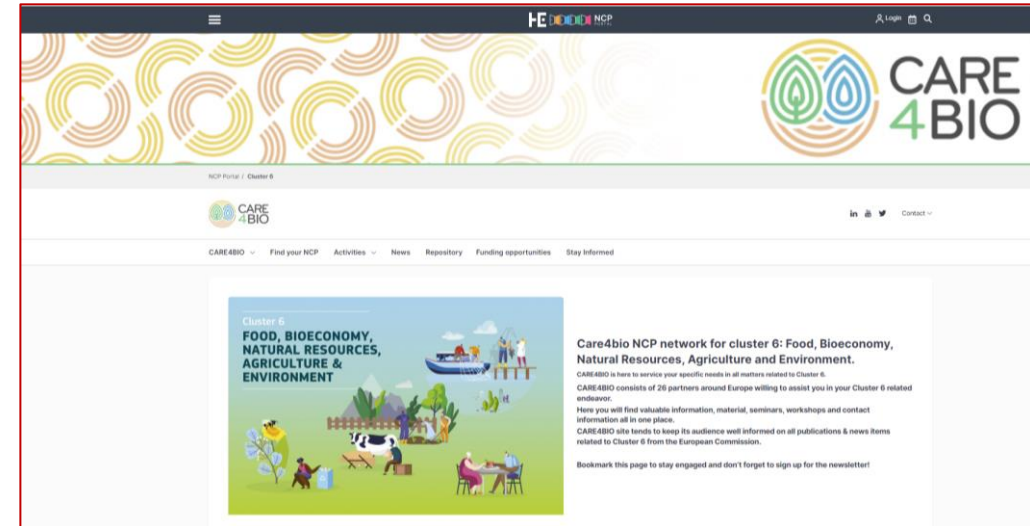 HE NCP
Login
CARE
4BIO
NCP Portal / Cluster 6
CARE
4BIO
in
Contact
CARE4BIO Find your NCP Activities News Repository Funding opportunities Stay Informed
Cluster 6
FOOD, BIOECONOMY,
NATURAL RESOURCES,
AGRICULTURE &
ENVIRONMENT
Care4bio NCP network for cluster 6: Food, Bioeconomy,
Natural Resources, Agriculture and Environment.
CARE4BIO is here to service your specific needs in all matters related to Cluster 6.
CARE4BIO consists of 26 partners around Europe willing to assist you in your Cluster 6 related
endeavor.
Here you will find valuable information, material, seminars, workshops and contact
information all in one place.
CARE4BIO site tends to keep its audience well informed on all publications & news items
related to Cluster 6 from the European Commission.
Bookmark this page to stay engaged and don't forget to sign up for the newsletter!